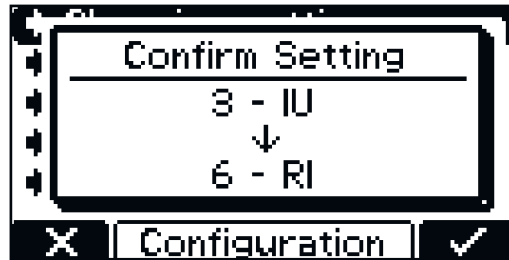 Confirm Setting
3 - IU
↓
6 - RI
Configuration